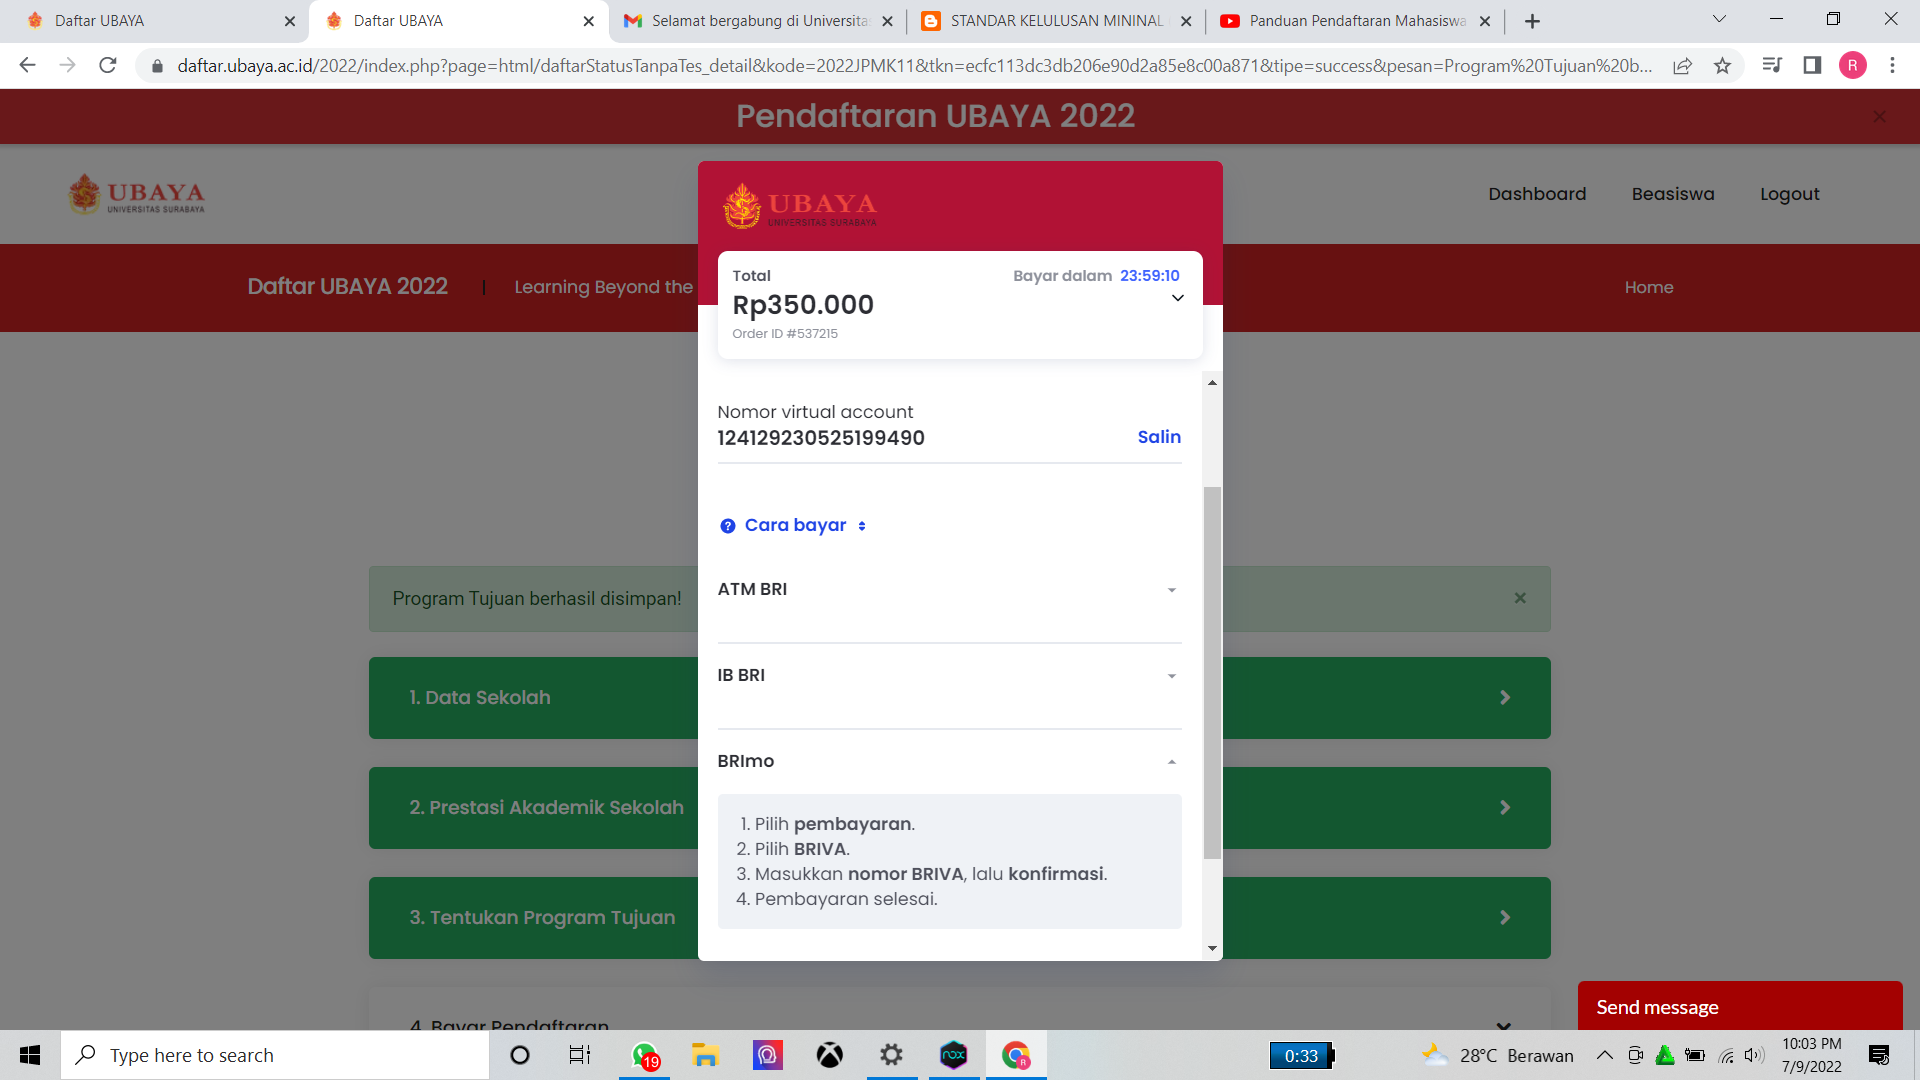 Daftar UBAYA
Daftar UBAYA
Selamat bergabung di Universita
STANDAR KELULUSAN MININAL
Panduan Pendaftaran Mahasiswa
daftar.ubaya.ac.id/2022/index.php?page=html/daftarStatusTanpaTes_detail&kode=2022JPMK11&tkn=ecfc113dc3db206e90d2a85e8c00a871&tipe=success&pesan=Program%20Tujuan%20b...
R
Pendaftaran UBAYA 2022
UBAYA
UNIVERSITAS SURABAYA
Dashboard
Beasiswa
Logout
UBAYA
UNIVERSITAS SURABAYA
Daftar UBAYA 2022 | Learning Beyond the
Home
Total
Bayar dalam 23:59:10
Rp350.000
Order ID #537215
Nomor virtual account
124129230525199490
Salin
Cara bayar
ATM BRI
IB BRI
BRImo
1. Pilih pembayaran.
2. Pilih BRIVA.
3. Masukkan nomor BRIVA, lalu konfirmasi.
4. Pembayaran selesai.
Program Tujuan berhasil disimpan!
1. Data Sekolah
2. Prestasi Akademik Sekolah
3. Tentukan Program Tujuan
4. Bayar Pendaftaran
Send message
Type here to search
19
nox
R
0:33
28°C Berawan
10:03 PM
7/9/2022